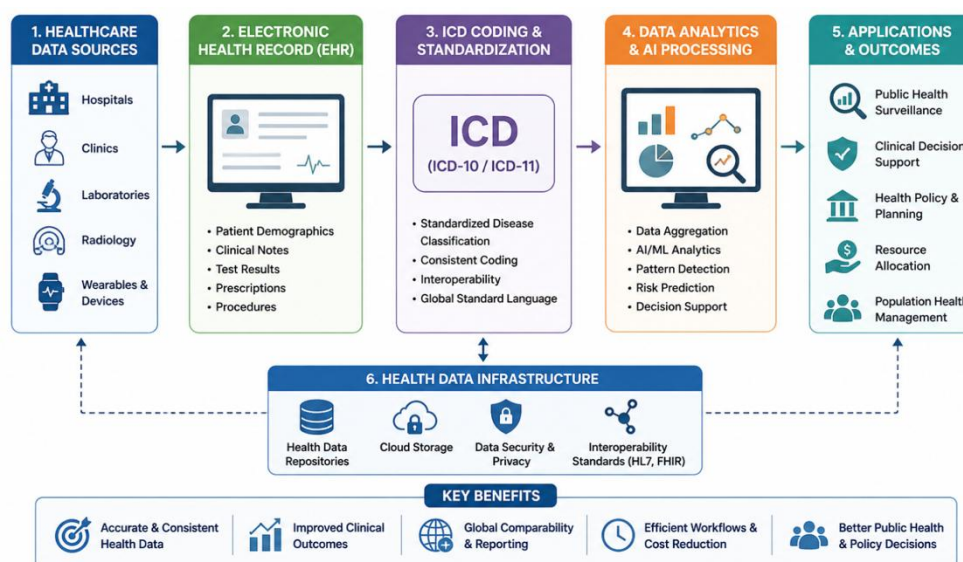 1. HEALTHCARE
DATA SOURCES
Hospitals
Clinics
Laboratories
Radiology
Wearables &
Devices
2. ELECTRONIC
HEALTH RECORD (EHR)
• Patient Demographics
• Clinical Notes
• Test Results
• Prescriptions
• Procedures
3. ICD CODING &
STANDARDIZATION
ICD
(ICD-10 / ICD-11)
• Standardized Disease
Classification
• Consistent Coding
• Interoperability
• Global Standard Language
4. DATA ANALYTICS
& AI PROCESSING
• Data Aggregation
• AI/ML Analytics
• Pattern Detection
• Risk Prediction
• Decision Support
5. APPLICATIONS
& OUTCOMES
Public Health
Surveillance
Clinical Decision
Support
Health Policy &
Planning
$
Resource
Allocation
Population Health
Management
6. HEALTH DATA INFRASTRUCTURE
Health Data
Repositories
Cloud Storage
Data Security &
Privacy
Interoperability
Standards (HL7, FHIR)
KEY BENEFITS
Accurate & Consistent
Health Data
Improved Clinical
Outcomes
Global Comparability
& Reporting
Efficient Workflows &
Cost Reduction
Better Public Health
& Policy Decisions